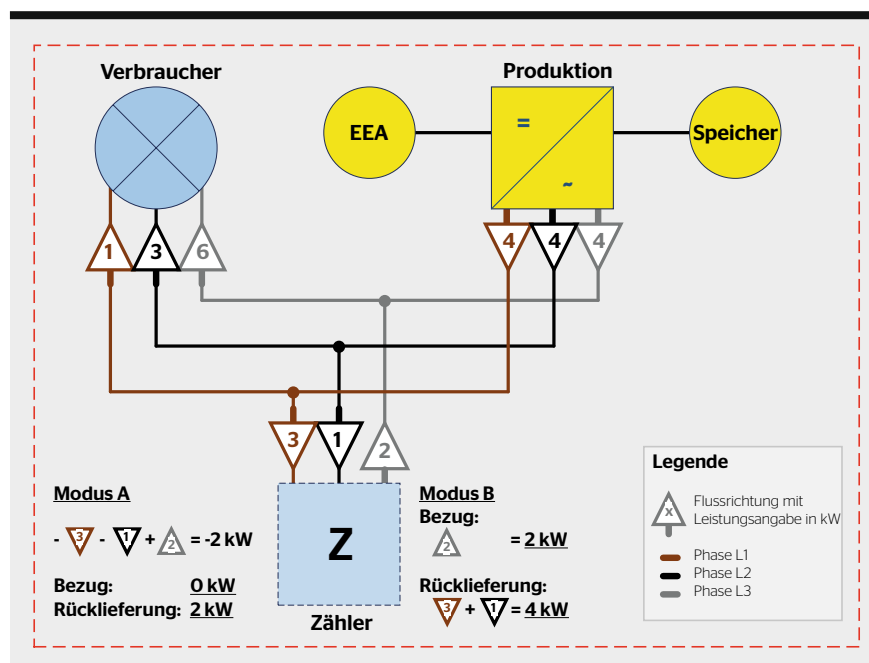 Verbraucher
Produktion
EEA
=
~
Speicher
1 3 6
4 4 4
3 1 2
Modus A
- 3 - 1 + 2 = -2 kW
Bezug: 0 kW
Rücklieferung: 2 kW
Z
Zähler
Modus B
Bezug:
2 = 2 kW
Rücklieferung:
3 + 1 = 4 kW
Legende
x
Flussrichtung mit
Leistungsangabe in kW
Phase L1
Phase L2
Phase L3